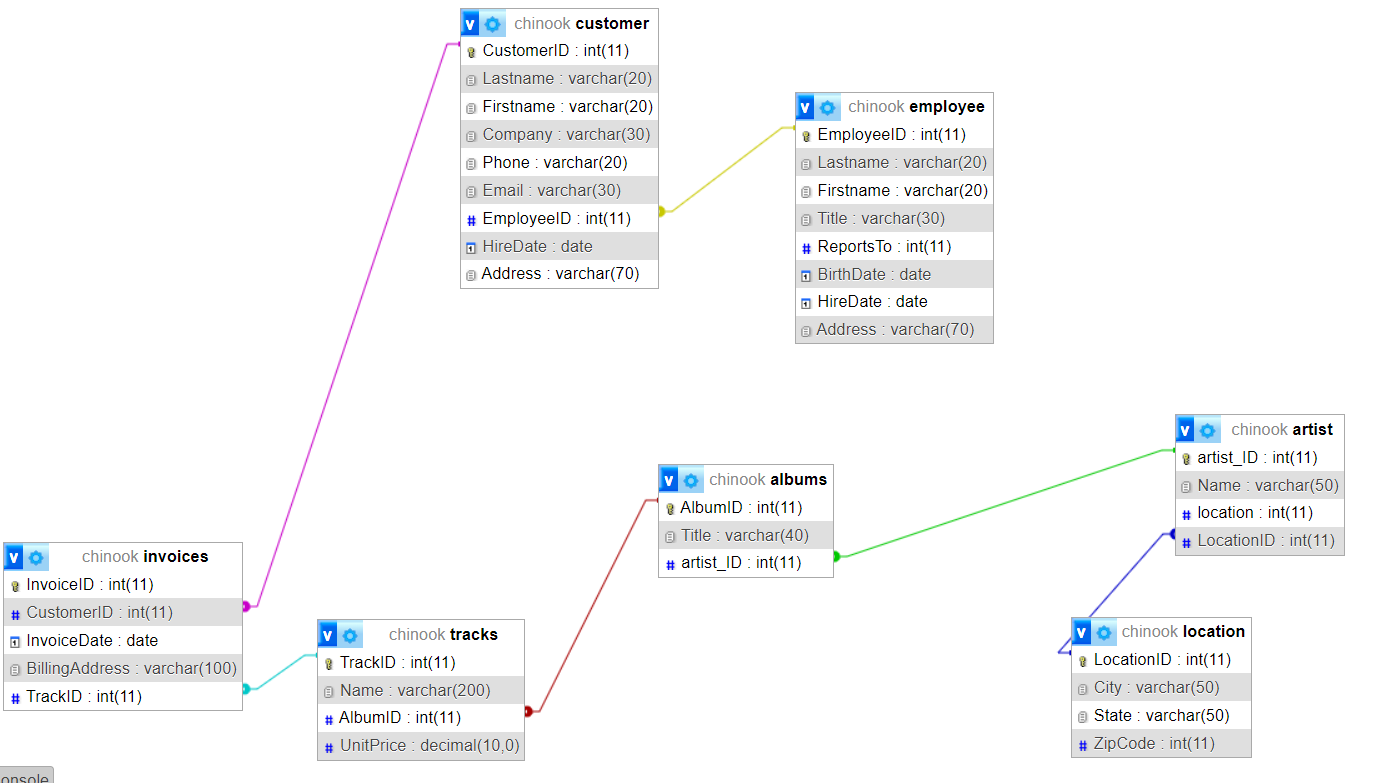 v chinook customer
CustomerID : int(11)
Lastname : varchar(20)
Firstname : varchar(20)
Company : varchar(30)
Phone : varchar(20)
Email : varchar(30)
EmployeeID : int(11)
HireDate : date
Address : varchar(70)
v chinook employee
EmployeeID : int(11)
Lastname : varchar(20)
Firstname : varchar(20)
Title : varchar(30)
ReportsTo : int(11)
BirthDate : date
HireDate : date
Address : varchar(70)
v chinook artist
artist_ID : int(11)
Name : varchar(50)
location : int(11)
LocationID : int(11)
v chinook albums
AlbumID : int(11)
Title : varchar(40)
artist_ID : int(11)
v chinook invoices
InvoiceID : int(11)
CustomerID : int(11)
InvoiceDate : date
BillingAddress : varchar(100)
TrackID : int(11)
v chinook tracks
TrackID : int(11)
Name : varchar(200)
AlbumID : int(11)
UnitPrice : decimal(10,0)
v chinook location
LocationID : int(11)
City : varchar(50)
State : varchar(50)
ZipCode : int(11)
onsole